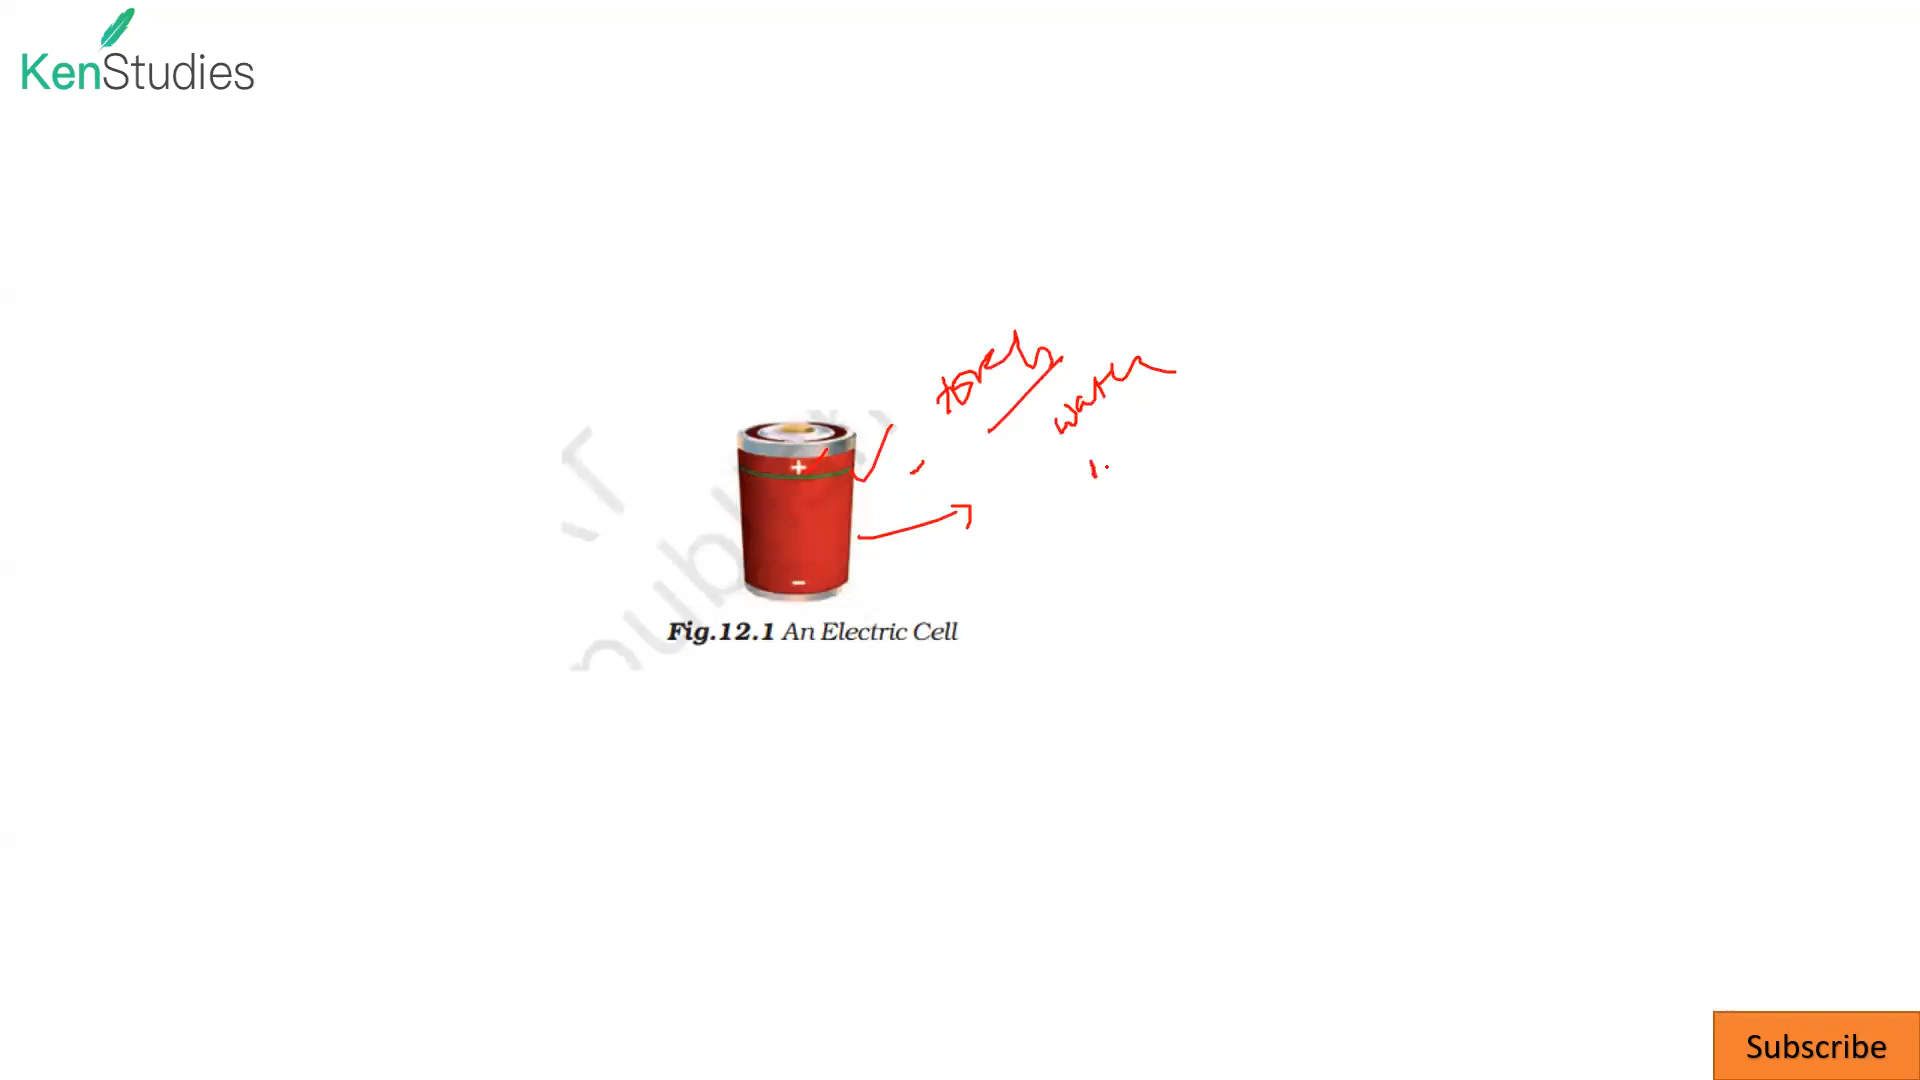 KenStudies
torch
watch
+
-
Fig.12.1 An Electric Cell
Subscribe